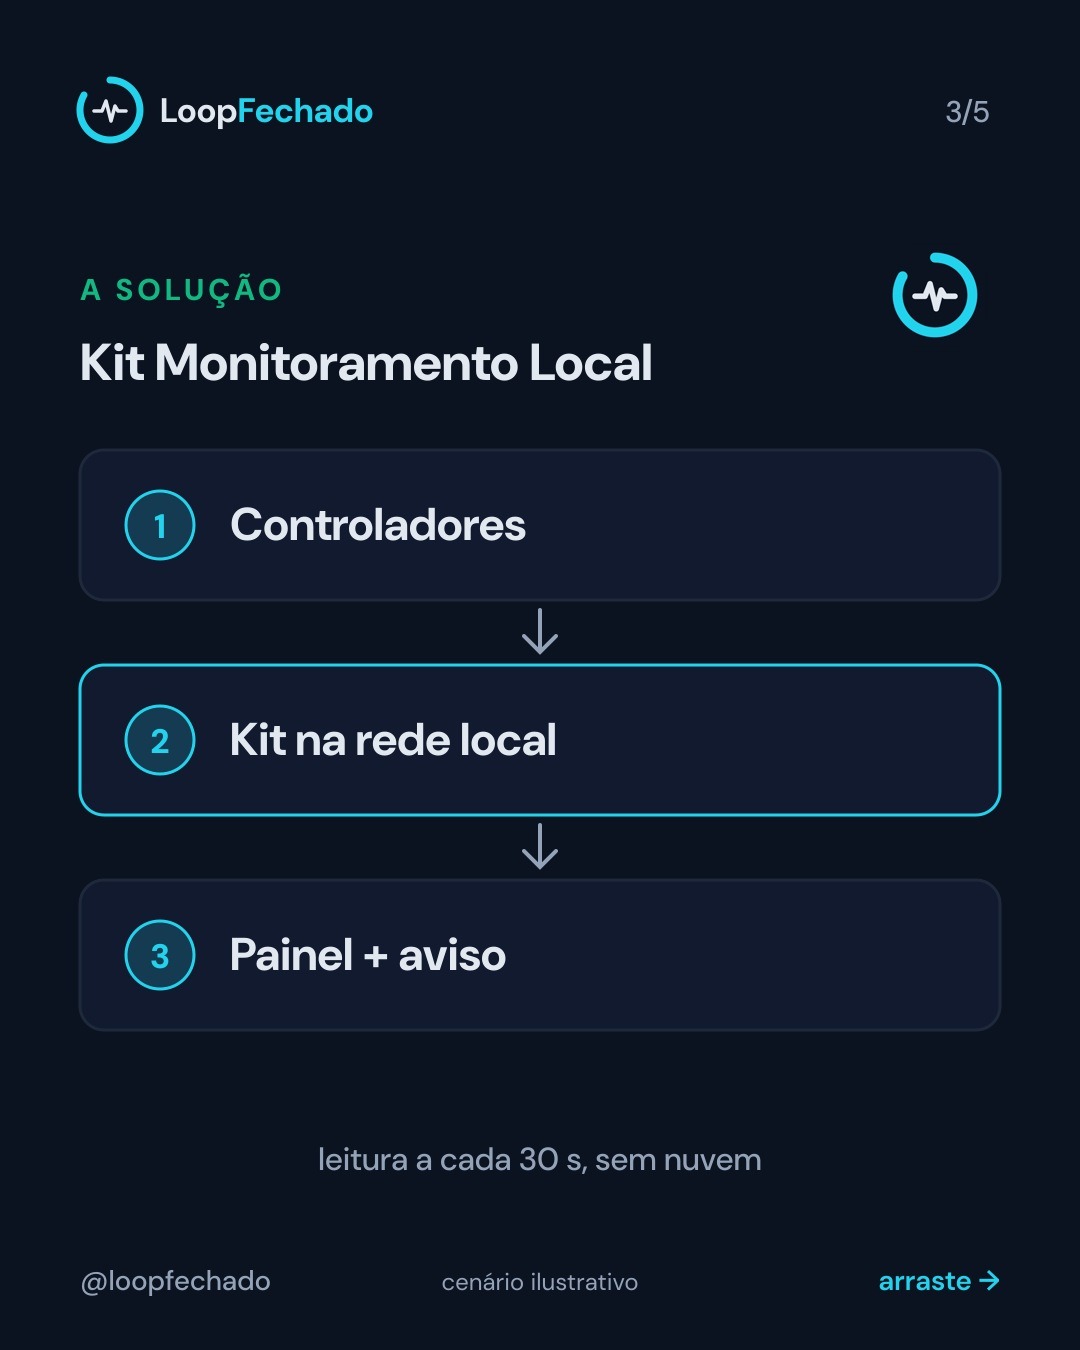 LoopFechado
3/5
A SOLUÇÃO
Kit Monitoramento Local
1
Controladores
2
Kit na rede local
3
Painel + aviso
leitura a cada 30 s, sem nuvem
@loopfechado
cenário ilustrativo
arraste →